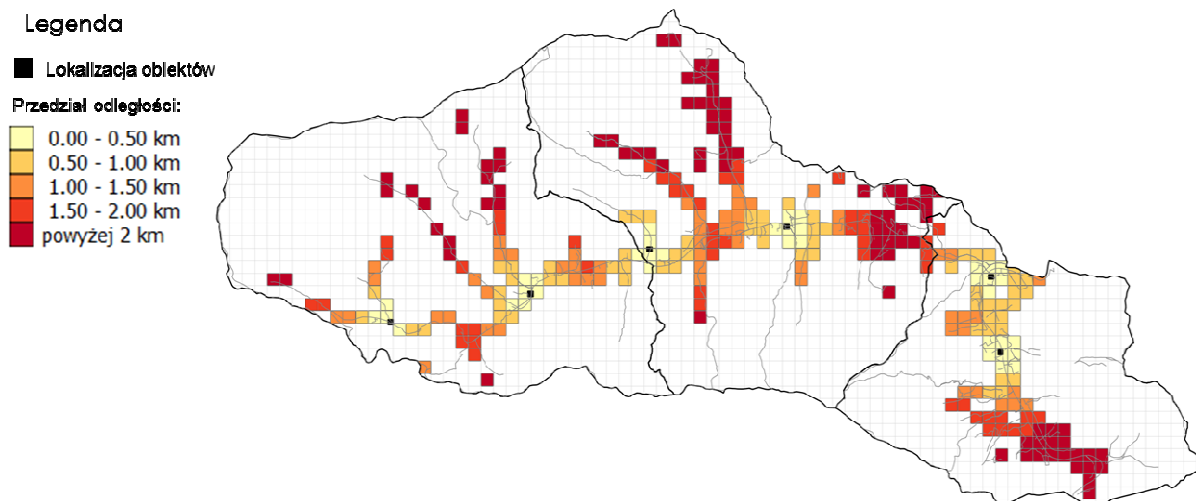 Legenda
Lokalizacja obiektów
Przedział odległości:
0.00 - 0.50 km
0.50 - 1.00 km
1.00 - 1.50 km
1.50 - 2.00 km
powyżej 2 km